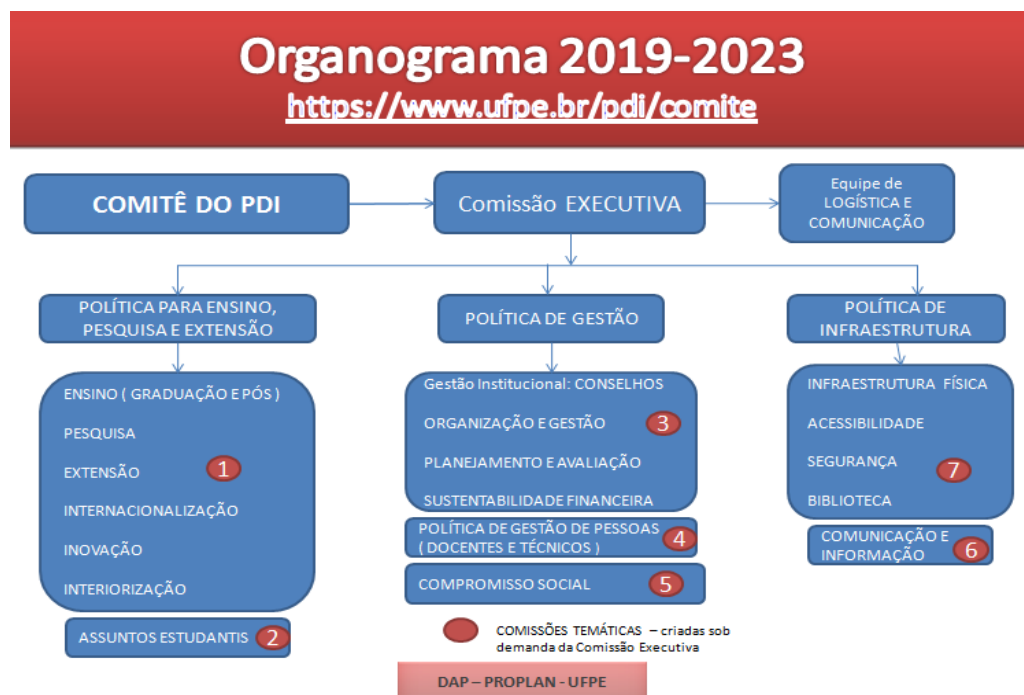 Organograma 2019-2023
https://www.ufpe.br/pdi/comite
COMITÊ DO PDI
Comissão EXECUTIVA
Equipe de
LOGÍSTICA E
COMUNICAÇÃO
POLÍTICA PARA ENSINO,
PESQUISA E EXTENSÃO
ENSINO ( GRADUAÇÃO E PÓS )
PESQUISA
EXTENSÃO 1
INTERNACIONALIZAÇÃO
INOVAÇÃO
INTERIORIZAÇÃO
ASSUNTOS ESTUDANTIS 2
POLÍTICA DE GESTÃO
Gestão Institucional: CONSELHOS
ORGANIZAÇÃO E GESTÃO 3
PLANEJAMENTO E AVALIAÇÃO
SUSTENTABILIDADE FINANCEIRA
POLÍTICA DE GESTÃO DE PESSOAS
( DOCENTES E TÉCNICOS ) 4
COMPROMISSO SOCIAL 5
POLÍTICA DE
INFRAESTRUTURA
INFRAESTRUTURA FÍSICA
ACESSIBILIDADE
SEGURANÇA 7
BIBLIOTECA
COMUNICAÇÃO E
INFORMAÇÃO 6
COMISSÕES TEMÁTICAS – criadas sob
demanda da Comissão Executiva
DAP – PROPLAN - UFPE